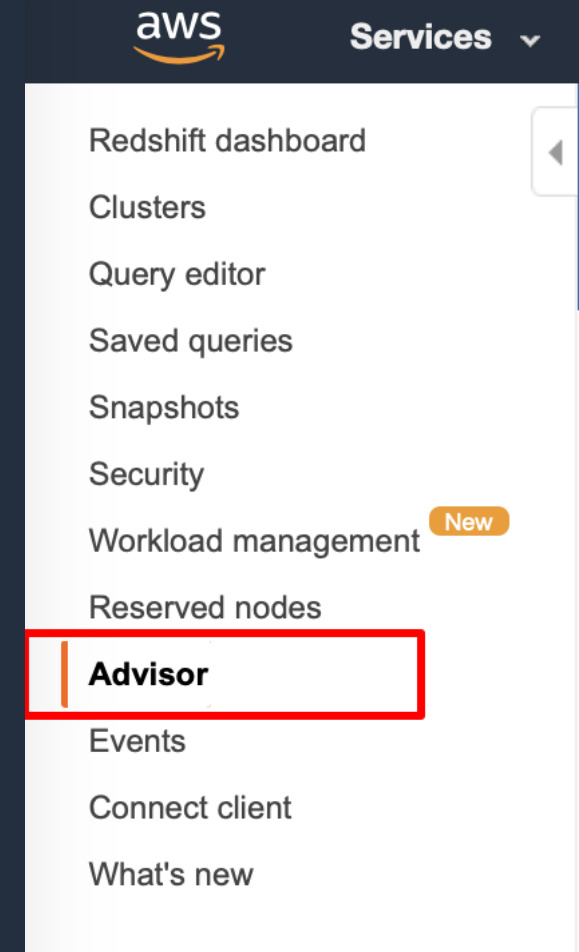 aws
Services
Redshift dashboard
Clusters
Query editor
Saved queries
Snapshots
Security
Workload management New
Reserved nodes
Advisor
Events
Connect client
What's new